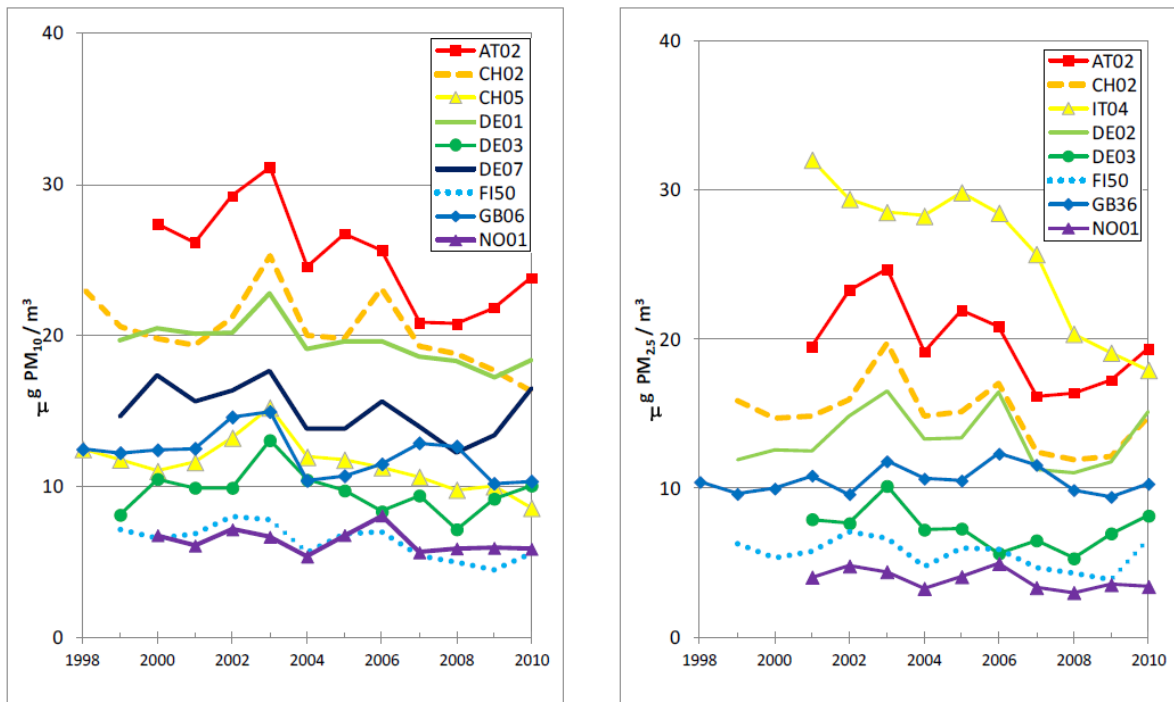 40
30
20
10
0
µg PM₁₀ / m³
AT02
CH02
CH05
DE01
DE03
DE07
FI50
GB06
NO01
1998 2000 2002 2004 2006 2008 2010
40
30
20
10
0
µg PM₂.₅ / m³
AT02
CH02
IT04
DE02
DE03
FI50
GB36
NO01
1998 2000 2002 2004 2006 2008 2010